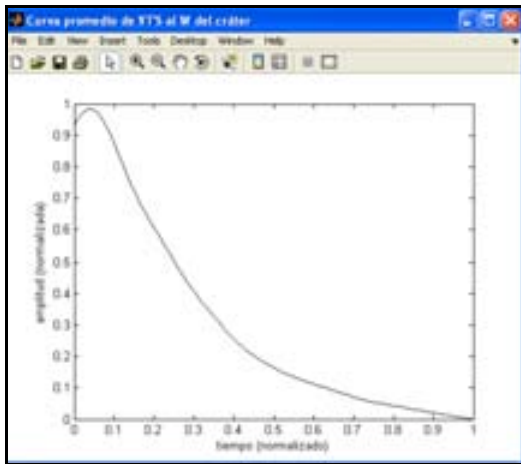 Curva promedio de VTS al W del cráter
File Edit View Insert Tools Desktop Window Help
1
0.9
0.8
0.7
0.6
0.5
0.4
0.3
0.2
0.1
0
amplitud (normalizada)
0 0.1 0.2 0.3 0.4 0.5 0.6 0.7 0.8 0.9 1
tiempo (normalizado)